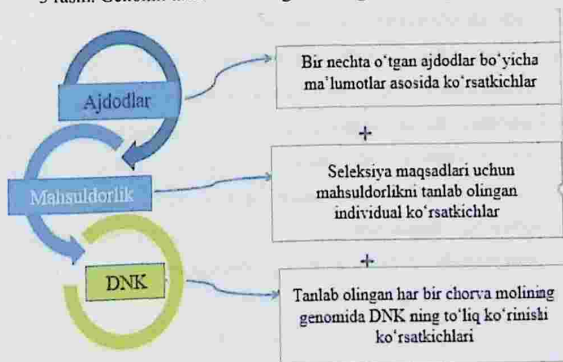 Ajdodlar
Bir nechta o‘tgan ajdodlar bo‘yicha
ma’lumotlar asosida ko‘rsatkichlar
+
Mahsuldorlik
Seleksiya maqsadlari uchun
mahsuldorlikni tanlab olingan
individual ko‘rsatkichlar
+
DNK
Tanlab olingan har bir chorva molining
genomida DNK ning to‘liq ko‘rinishi
ko‘rsatkichlari